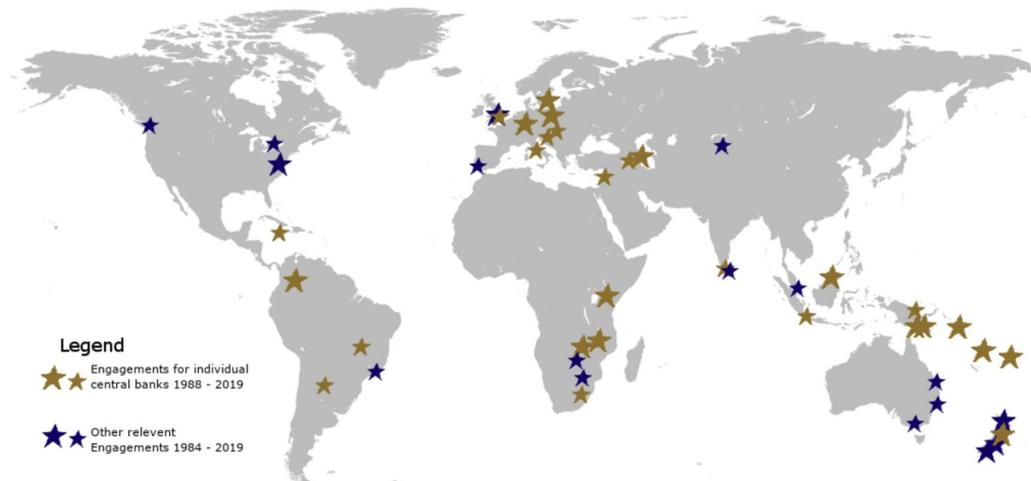 Legend
Engagements for individual
central banks 1988 - 2019
Other relevent
Engagements 1984 - 2019